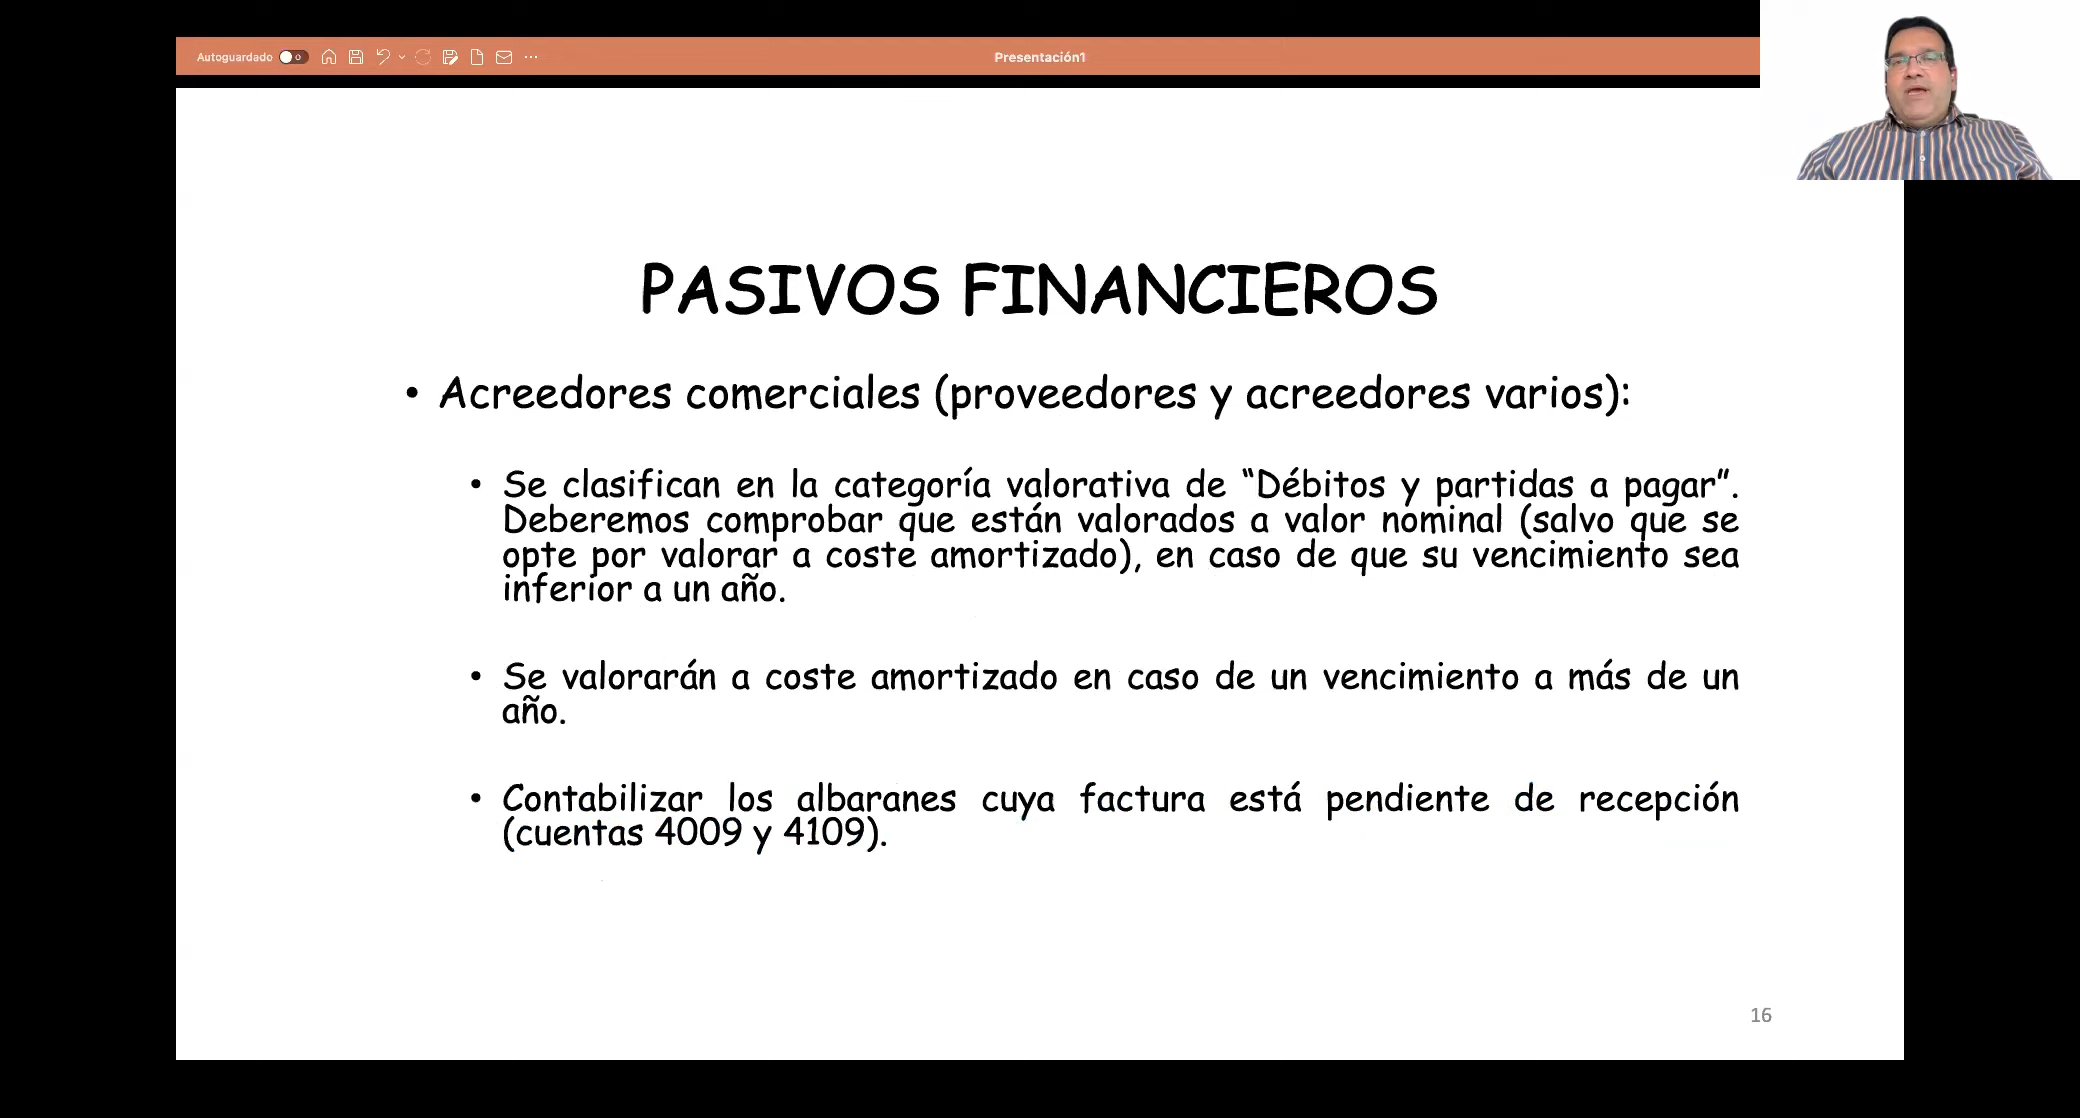 Autoguardado
Presentación1
PASIVOS FINANCIEROS
• Acreedores comerciales (proveedores y acreedores varios):
• Se clasifican en la categoría valorativa de “Débitos y partidas a pagar”.
Deberemos comprobar que están valorados a valor nominal (salvo que se
opte por valorar a coste amortizado), en caso de que su vencimiento sea
inferior a un año.
• Se valorarán a coste amortizado en caso de un vencimiento a más de un
año.
• Contabilizar los albaranes cuya factura está pendiente de recepción
(cuentas 4009 y 4109).
16